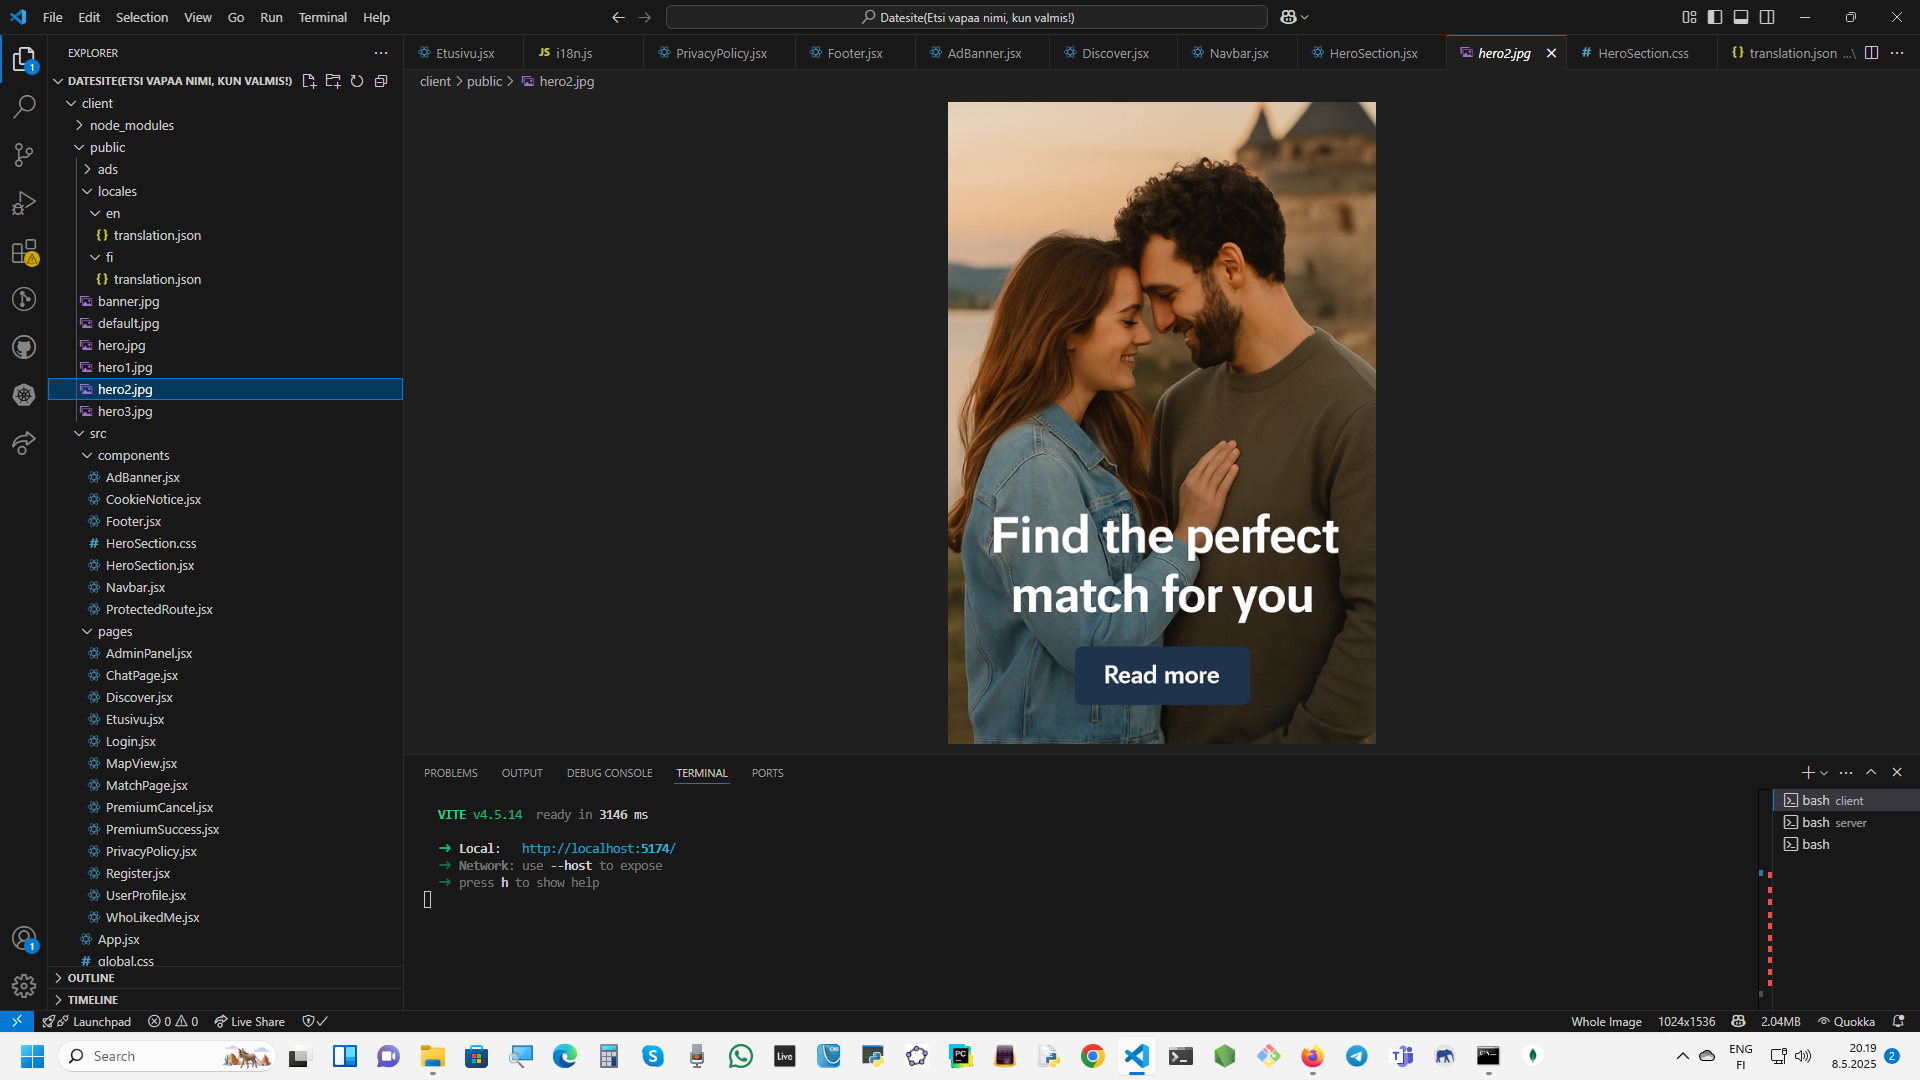 File Edit Selection View Go Run Terminal Help
Datesite(Etsi vapaa nimi, kun valmis!)
EXPLORER
Etusivu.jsx
JS i18n.js
PrivacyPolicy.jsx
Footer.jsx
AdBanner.jsx
Discover.jsx
Navbar.jsx
HeroSection.jsx
hero2.jpg
# HeroSection.css
{} translation.json ...\
DATESITE(ETSI VAPAA NIMI, KUN VALMIS!)
client > public > hero2.jpg
client
node_modules
public
ads
locales
en
{} translation.json
fi
{} translation.json
banner.jpg
default.jpg
hero.jpg
hero1.jpg
hero2.jpg
hero3.jpg
src
components
AdBanner.jsx
CookieNotice.jsx
Footer.jsx
# HeroSection.css
HeroSection.jsx
Navbar.jsx
ProtectedRoute.jsx
pages
AdminPanel.jsx
ChatPage.jsx
Discover.jsx
Etusivu.jsx
Login.jsx
MapView.jsx
MatchPage.jsx
PremiumCancel.jsx
PremiumSuccess.jsx
PrivacyPolicy.jsx
Register.jsx
UserProfile.jsx
WhoLikedMe.jsx
App.jsx
# global.css
OUTLINE
TIMELINE
Find the perfect
match for you
Read more
PROBLEMS OUTPUT DEBUG CONSOLE TERMINAL PORTS
VITE v4.5.14 ready in 3146 ms
➜ Local: http://localhost:5174/
➜ Network: use --host to expose
➜ press h to show help
bash client
bash server
bash
1
1
Launchpad 0 0 Live Share
Whole Image 1024x1536 2.04MB Quokka
Search
Live
PC
ENG
FI
20.19
8.5.2025
2